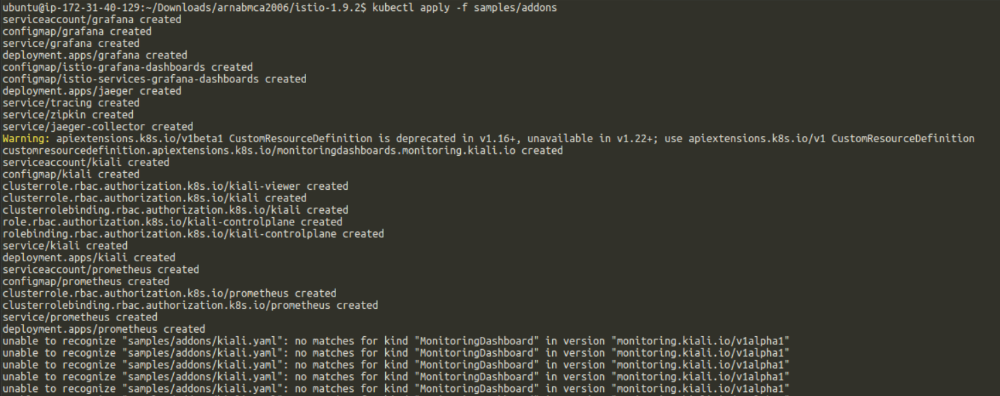 ubuntu@ip-172-31-40-129:~/Downloads/arnabmca2006/istio-1.9.2$ kubectl apply -f samples/addons
serviceaccount/grafana created
configmap/grafana created
service/grafana created
deployment.apps/grafana created
configmap/istio-grafana-dashboards created
configmap/istio-services-grafana-dashboards created
deployment.apps/jaeger created
service/tracing created
service/zipkin created
service/jaeger-collector created
Warning: apiextensions.k8s.io/v1beta1 CustomResourceDefinition is deprecated in v1.16+, unavailable in v1.22+; use apiextensions.k8s.io/v1 CustomResourceDefinition
customresourcedefinition.apiextensions.k8s.io/monitoringdashboards.monitoring.kiali.io created
serviceaccount/kiali created
configmap/kiali created
clusterrole.rbac.authorization.k8s.io/kiali-viewer created
clusterrole.rbac.authorization.k8s.io/kiali created
clusterrolebinding.rbac.authorization.k8s.io/kiali created
role.rbac.authorization.k8s.io/kiali-controlplane created
rolebinding.rbac.authorization.k8s.io/kiali-controlplane created
service/kiali created
deployment.apps/kiali created
serviceaccount/prometheus created
configmap/prometheus created
clusterrole.rbac.authorization.k8s.io/prometheus created
clusterrolebinding.rbac.authorization.k8s.io/prometheus created
service/prometheus created
deployment.apps/prometheus created
unable to recognize "samples/addons/kiali.yaml": no matches for kind "MonitoringDashboard" in version "monitoring.kiali.io/v1alpha1"
unable to recognize "samples/addons/kiali.yaml": no matches for kind "MonitoringDashboard" in version "monitoring.kiali.io/v1alpha1"
unable to recognize "samples/addons/kiali.yaml": no matches for kind "MonitoringDashboard" in version "monitoring.kiali.io/v1alpha1"
unable to recognize "samples/addons/kiali.yaml": no matches for kind "MonitoringDashboard" in version "monitoring.kiali.io/v1alpha1"
unable to recognize "samples/addons/kiali.yaml": no matches for kind "MonitoringDashboard" in version "monitoring.kiali.io/v1alpha1"